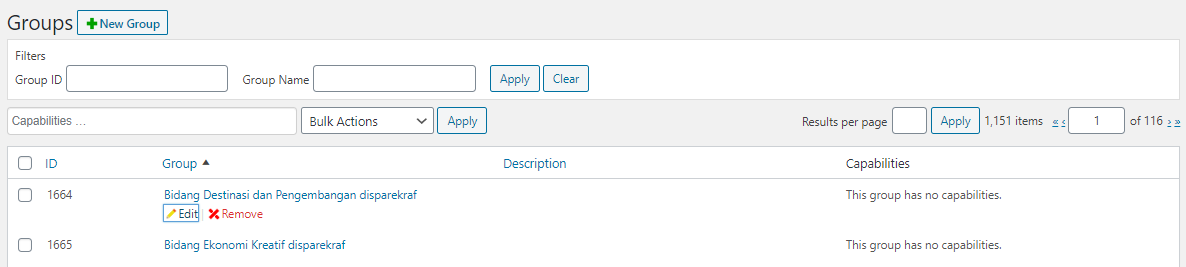 Groups New Group
Filters
Group ID Group Name Apply Clear
Capabilities ... Bulk Actions Apply Results per page Apply 1,151 items « ‹ 1 of 116 › »
ID Group Description Capabilities
1664 Bidang Destinasi dan Pengembangan disparekraf This group has no capabilities.
Edit | Remove
1665 Bidang Ekonomi Kreatif disparekraf This group has no capabilities.